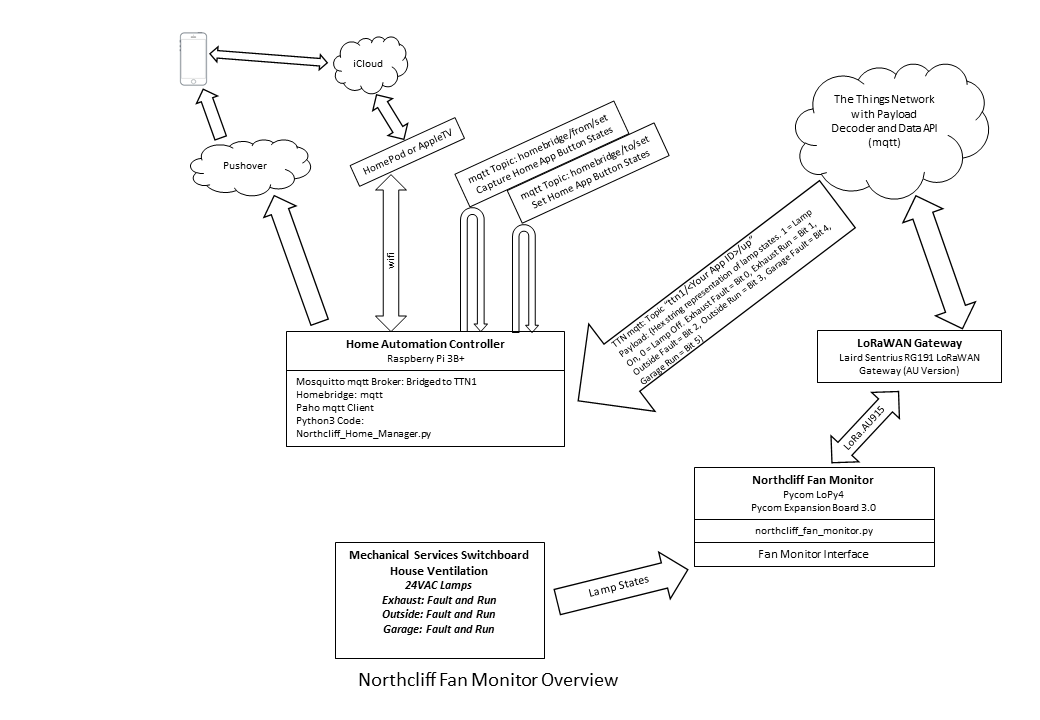 iCloud
Pushover
HomePod or AppleTV
wifi
mqtt Topic: homebridge/from/set
Capture Home App Button States
mqtt Topic: homebridge/to/set
Set Home App Button States
The Things Network
with Payload
Decoder and Data API
(mqtt)
TTN mqtt: Topic "ttn1/<Your App ID>/up"
Payload: (Hex string representation of lamp states. 1 = Lamp
On, 0 = Lamp Off. Exhaust Fault = Bit 0, Exhaust Run = Bit 1,
Outside Fault = Bit 2, Outside Run = Bit 3, Garage Fault = Bit 4,
Garage Run = Bit 5)
Home Automation Controller
Raspberry Pi 3B+
Mosquitto mqtt Broker: Bridged to TTN1
Homebridge: mqtt
Paho mqtt Client
Python3 Code:
Northcliff_Home_Manager.py
LoRaWAN Gateway
Laird Sentrius RG191 LoRaWAN
Gateway (AU Version)
LoRa.AU915
Northcliff Fan Monitor
Pycom LoPy4
Pycom Expansion Board 3.0
northcliff_fan_monitor.py
Fan Monitor Interface
Mechanical Services Switchboard
House Ventilation
24VAC Lamps
Exhaust: Fault and Run
Outside: Fault and Run
Garage: Fault and Run
Lamp States
Northcliff Fan Monitor Overview